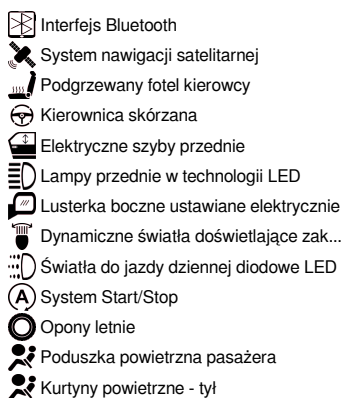 Interfejs Bluetooth
System nawigacji satelitarnej
Podgrzewany fotel kierowcy
Kierownica skórzana
Elektryczne szyby przednie
Lampy przednie w technologii LED
Lusterka boczne ustawiane elektrycznie
Dynamiczne światła doświetlające zak...
Światła do jazdy dziennej diodowe LED
A System Start/Stop
Opony letnie
Poduszka powietrzna pasażera
Kurtyny powietrzne - tył